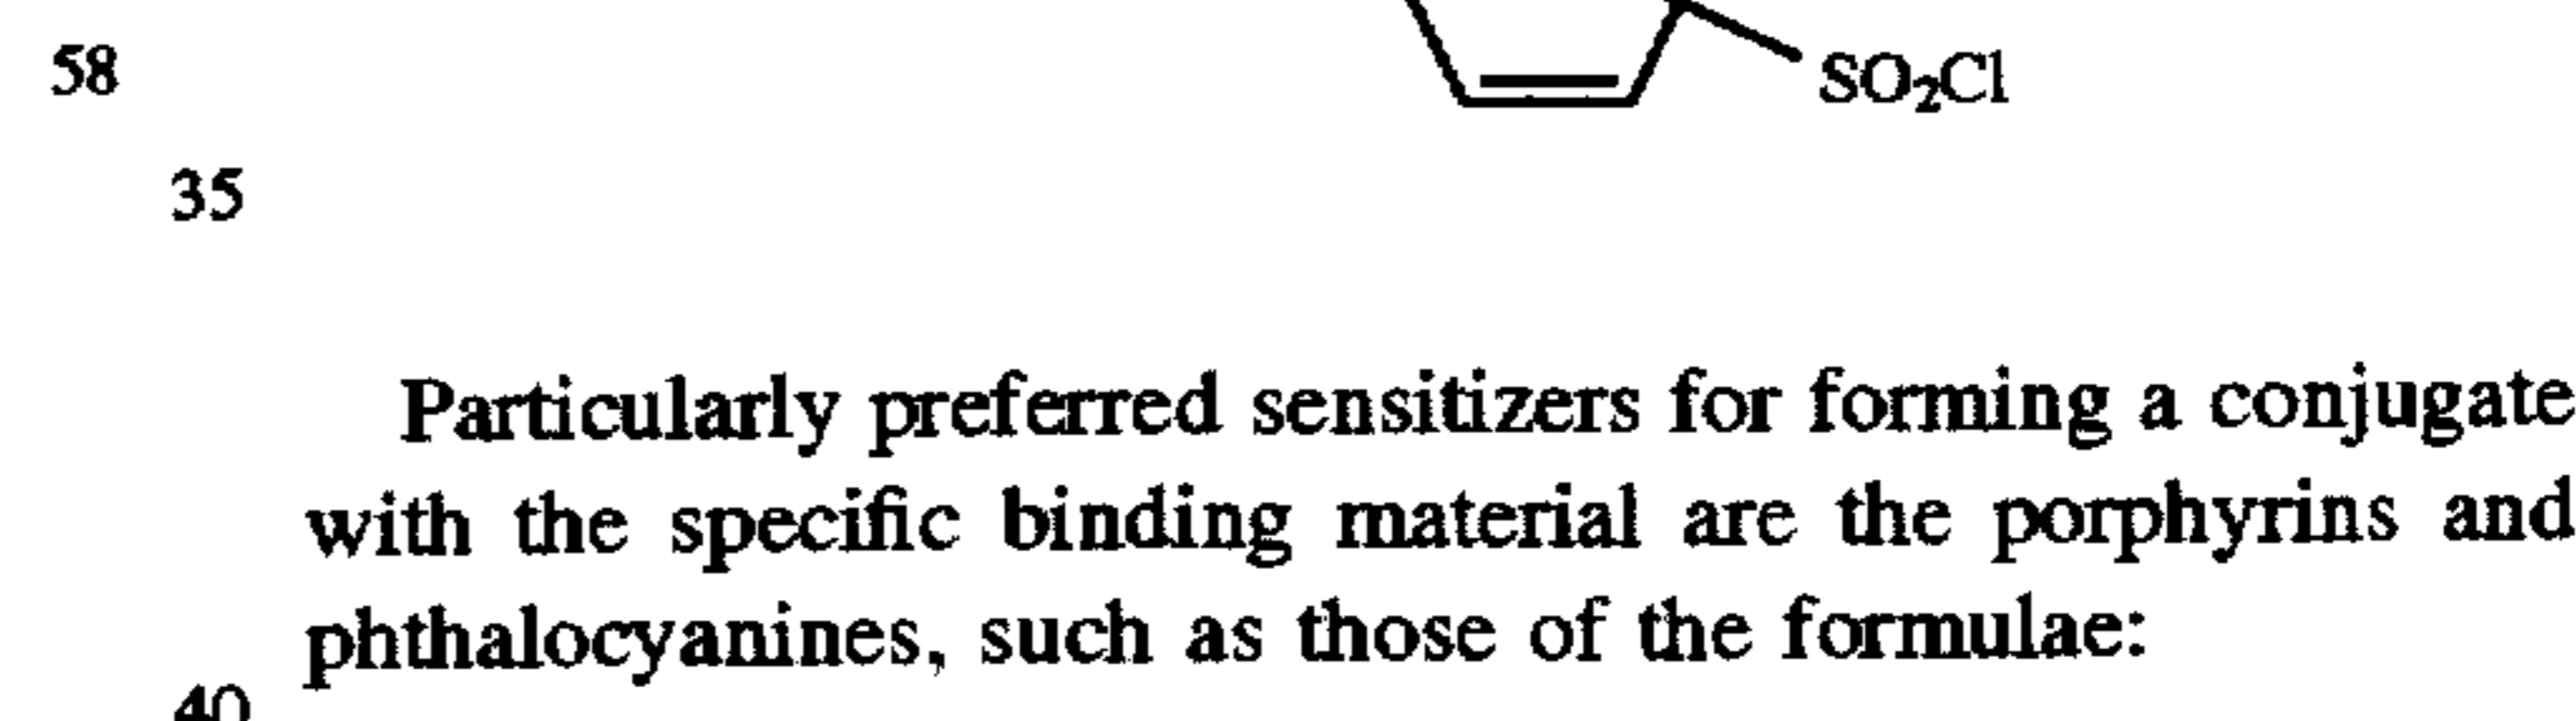 58
SO₂Cl
35
Particularly preferred sensitizers for forming a conjugate
with the specific binding material are the porphyrins and
phthalocyanines, such as those of the formulae:
40